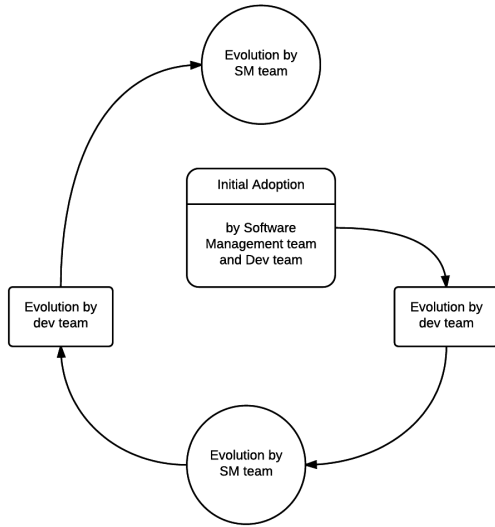 Evolution by
SM team
Initial Adoption
by Software
Management team
and Dev team
Evolution by
dev team
Evolution by
dev team
Evolution by
SM team